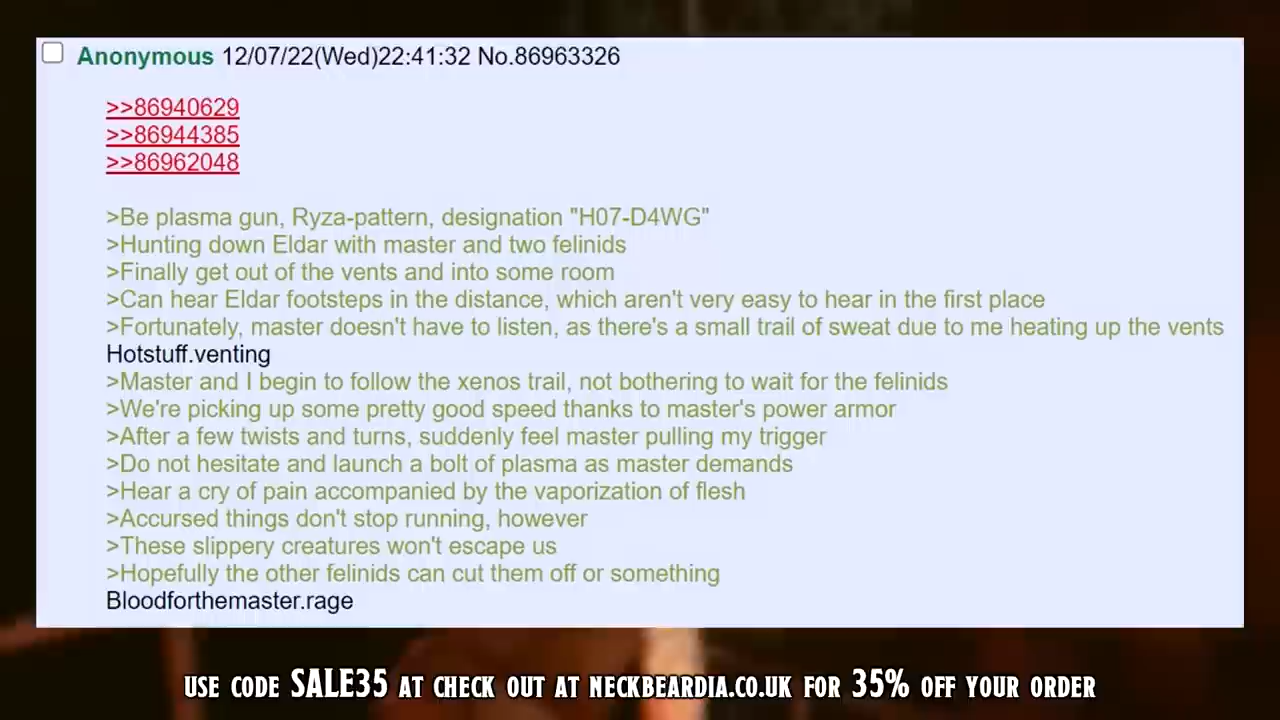 Anonymous 12/07/22(Wed)22:41:32 No.86963326
>>86940629
>>86944385
>>86962048
>Be plasma gun, Ryza-pattern, designation "H07-D4WG"
>Hunting down Eldar with master and two felinids
>Finally get out of the vents and into some room
>Can hear Eldar footsteps in the distance, which aren't very easy to hear in the first place
>Fortunately, master doesn't have to listen, as there's a small trail of sweat due to me heating up the vents
Hotstuff.venting
>Master and I begin to follow the xenos trail, not bothering to wait for the felinids
>We're picking up some pretty good speed thanks to master's power armor
>After a few twists and turns, suddenly feel master pulling my trigger
>Do not hesitate and launch a bolt of plasma as master demands
>Hear a cry of pain accompanied by the vaporization of flesh
>Accursed things don't stop running, however
>These slippery creatures won't escape us
>Hopefully the other felinids can cut them off or something
Bloodforthemaster.rage
USE CODE SALE35 AT CHECK OUT AT NECKBEARDIA.CO.UK FOR 35% OFF YOUR ORDER